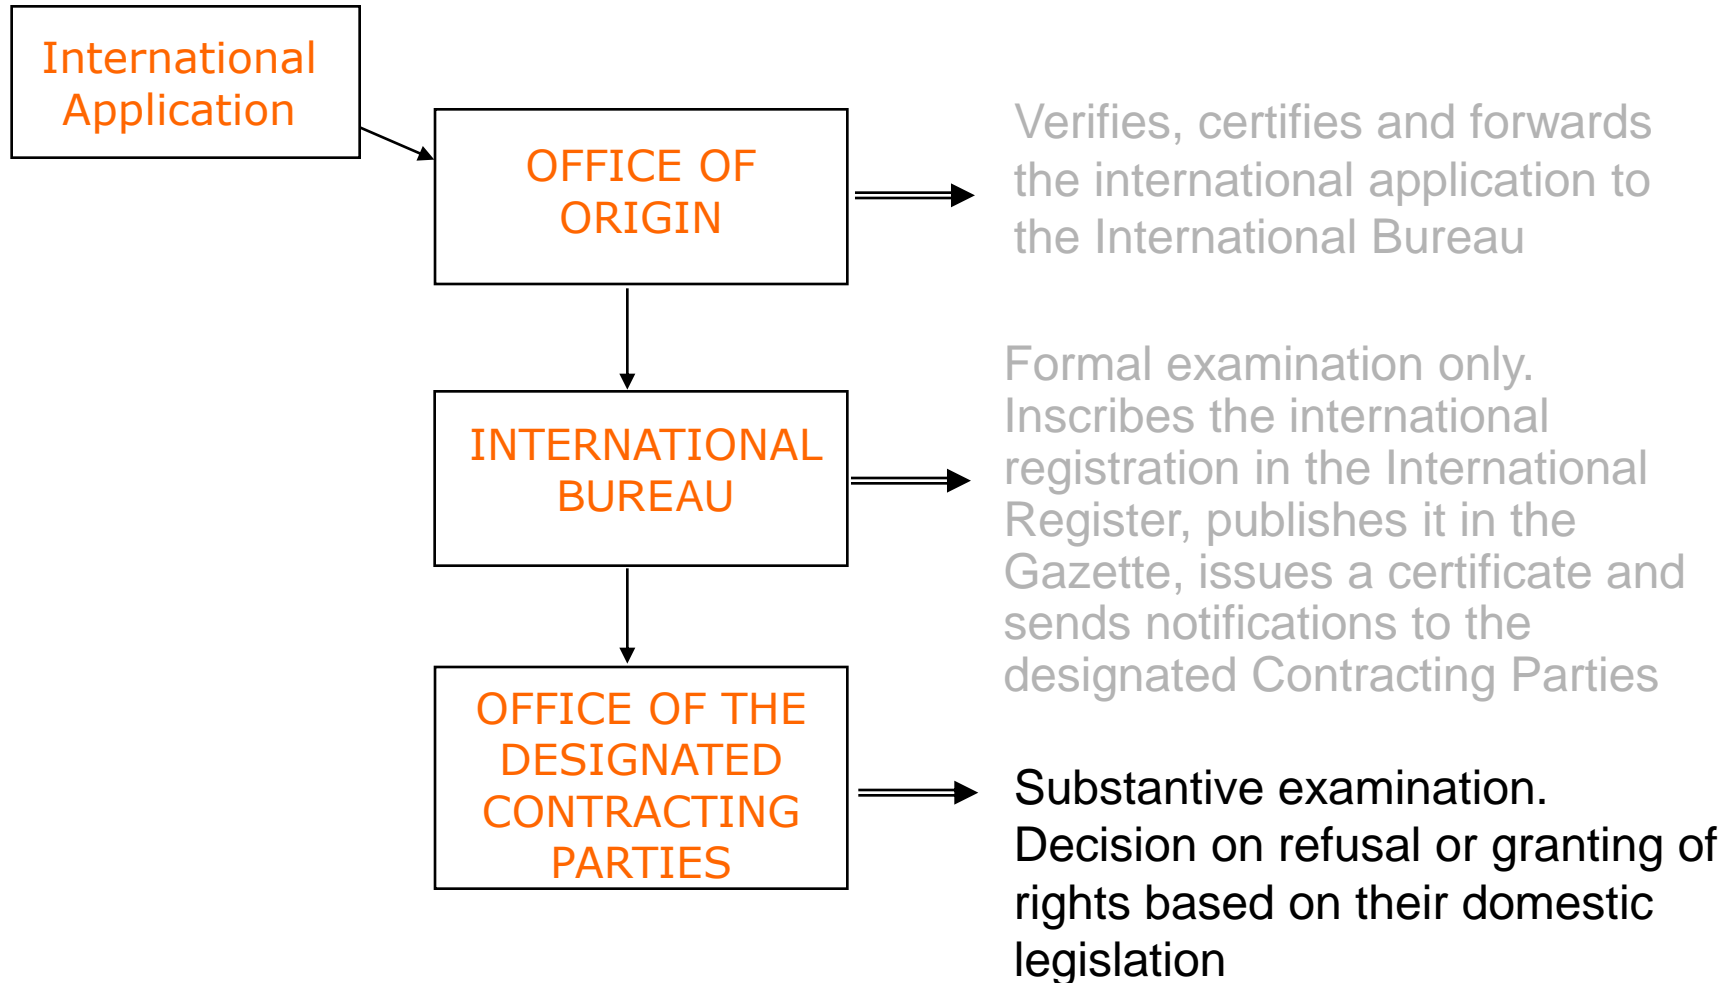 International
Application
OFFICE OF
ORIGIN
Verifies, certifies and forwards
the international application to
the International Bureau
INTERNATIONAL
BUREAU
Formal examination only.
Inscribes the international
registration in the International
Register, publishes it in the
Gazette, issues a certificate and
sends notifications to the
designated Contracting Parties
OFFICE OF THE
DESIGNATED
CONTRACTING
PARTIES
Substantive examination.
Decision on refusal or granting of
rights based on their domestic
legislation